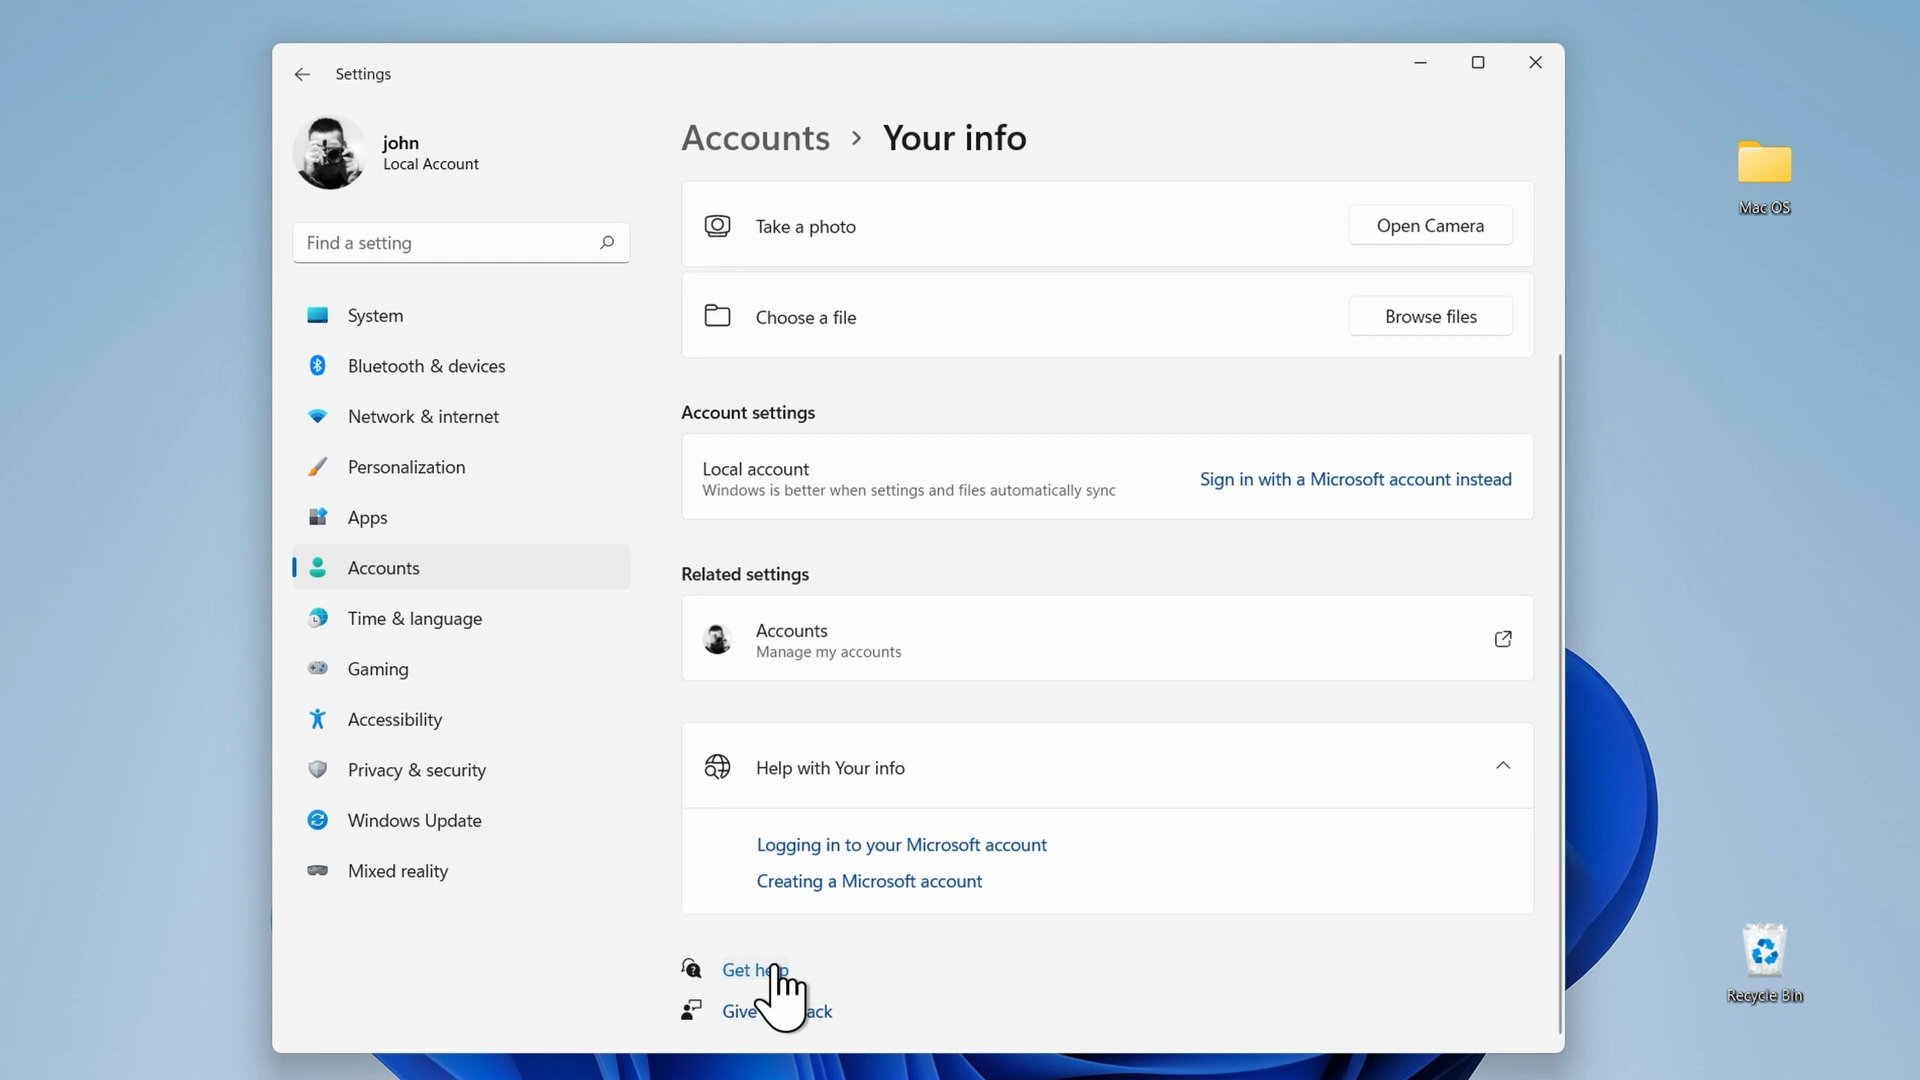 Settings
john
Local Account
Find a setting
System
Bluetooth & devices
Network & internet
Personalization
Apps
Accounts
Time & language
Gaming
Accessibility
Privacy & security
Windows Update
Mixed reality
Accounts > Your info
Take a photo
Open Camera
Choose a file
Browse files
Account settings
Local account
Windows is better when settings and files automatically sync
Sign in with a Microsoft account instead
Related settings
Accounts
Manage my accounts
Help with Your info
Logging in to your Microsoft account
Creating a Microsoft account
Get help
Give
Mac OS
Recycle Bin